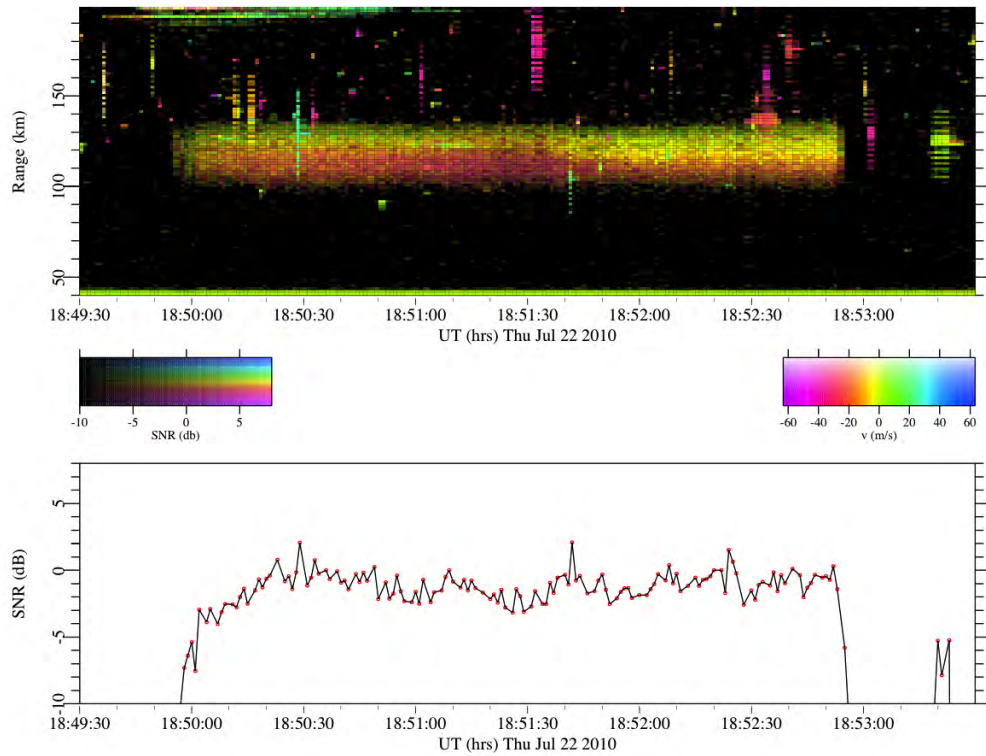 150
100
50
Range (km)
18:49:30 18:50:00 18:50:30 18:51:00 18:51:30 18:52:00 18:52:30 18:53:00
UT (hrs) Thu Jul 22 2010
-10 -5 0 5
SNR (db)
-60 -40 -20 0 20 40 60
v (m/s)
5
0
-5
-10
SNR (dB)
18:49:30 18:50:00 18:50:30 18:51:00 18:51:30 18:52:00 18:52:30 18:53:00
UT (hrs) Thu Jul 22 2010